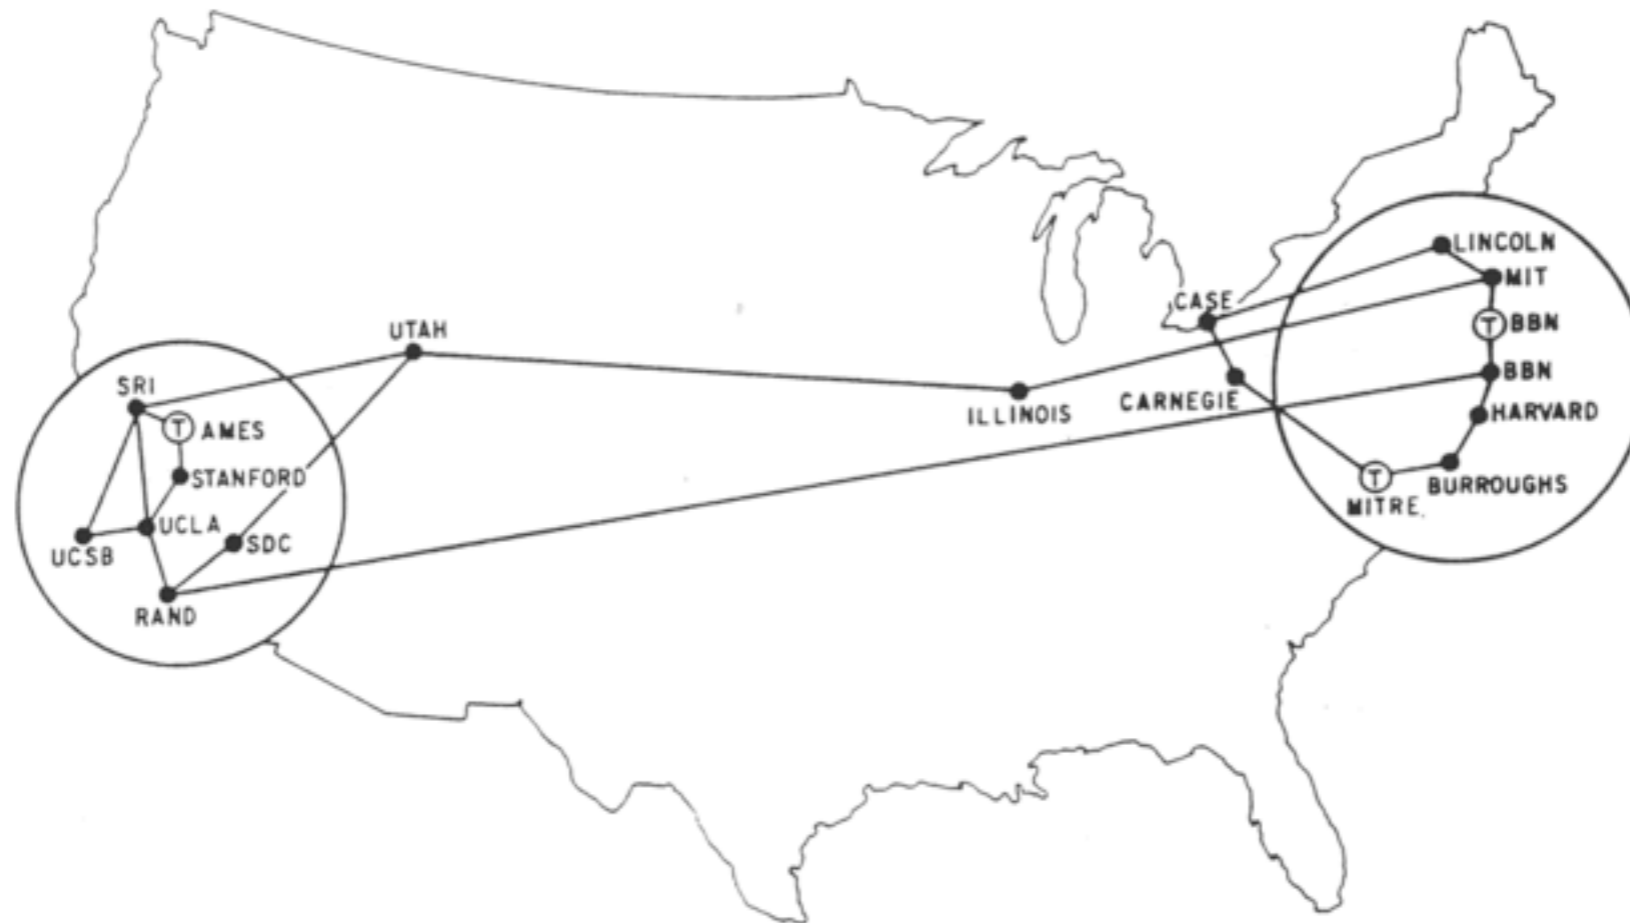 LINCOLN
MIT
CASE
T BBN
UTAH
BBN
SRI
ILLINOIS
CARNEGIE
HARVARD
T AMES
STANFORD
T
BURROUGHS
MITRE.
UCLA
SDC
UCSB
RAND